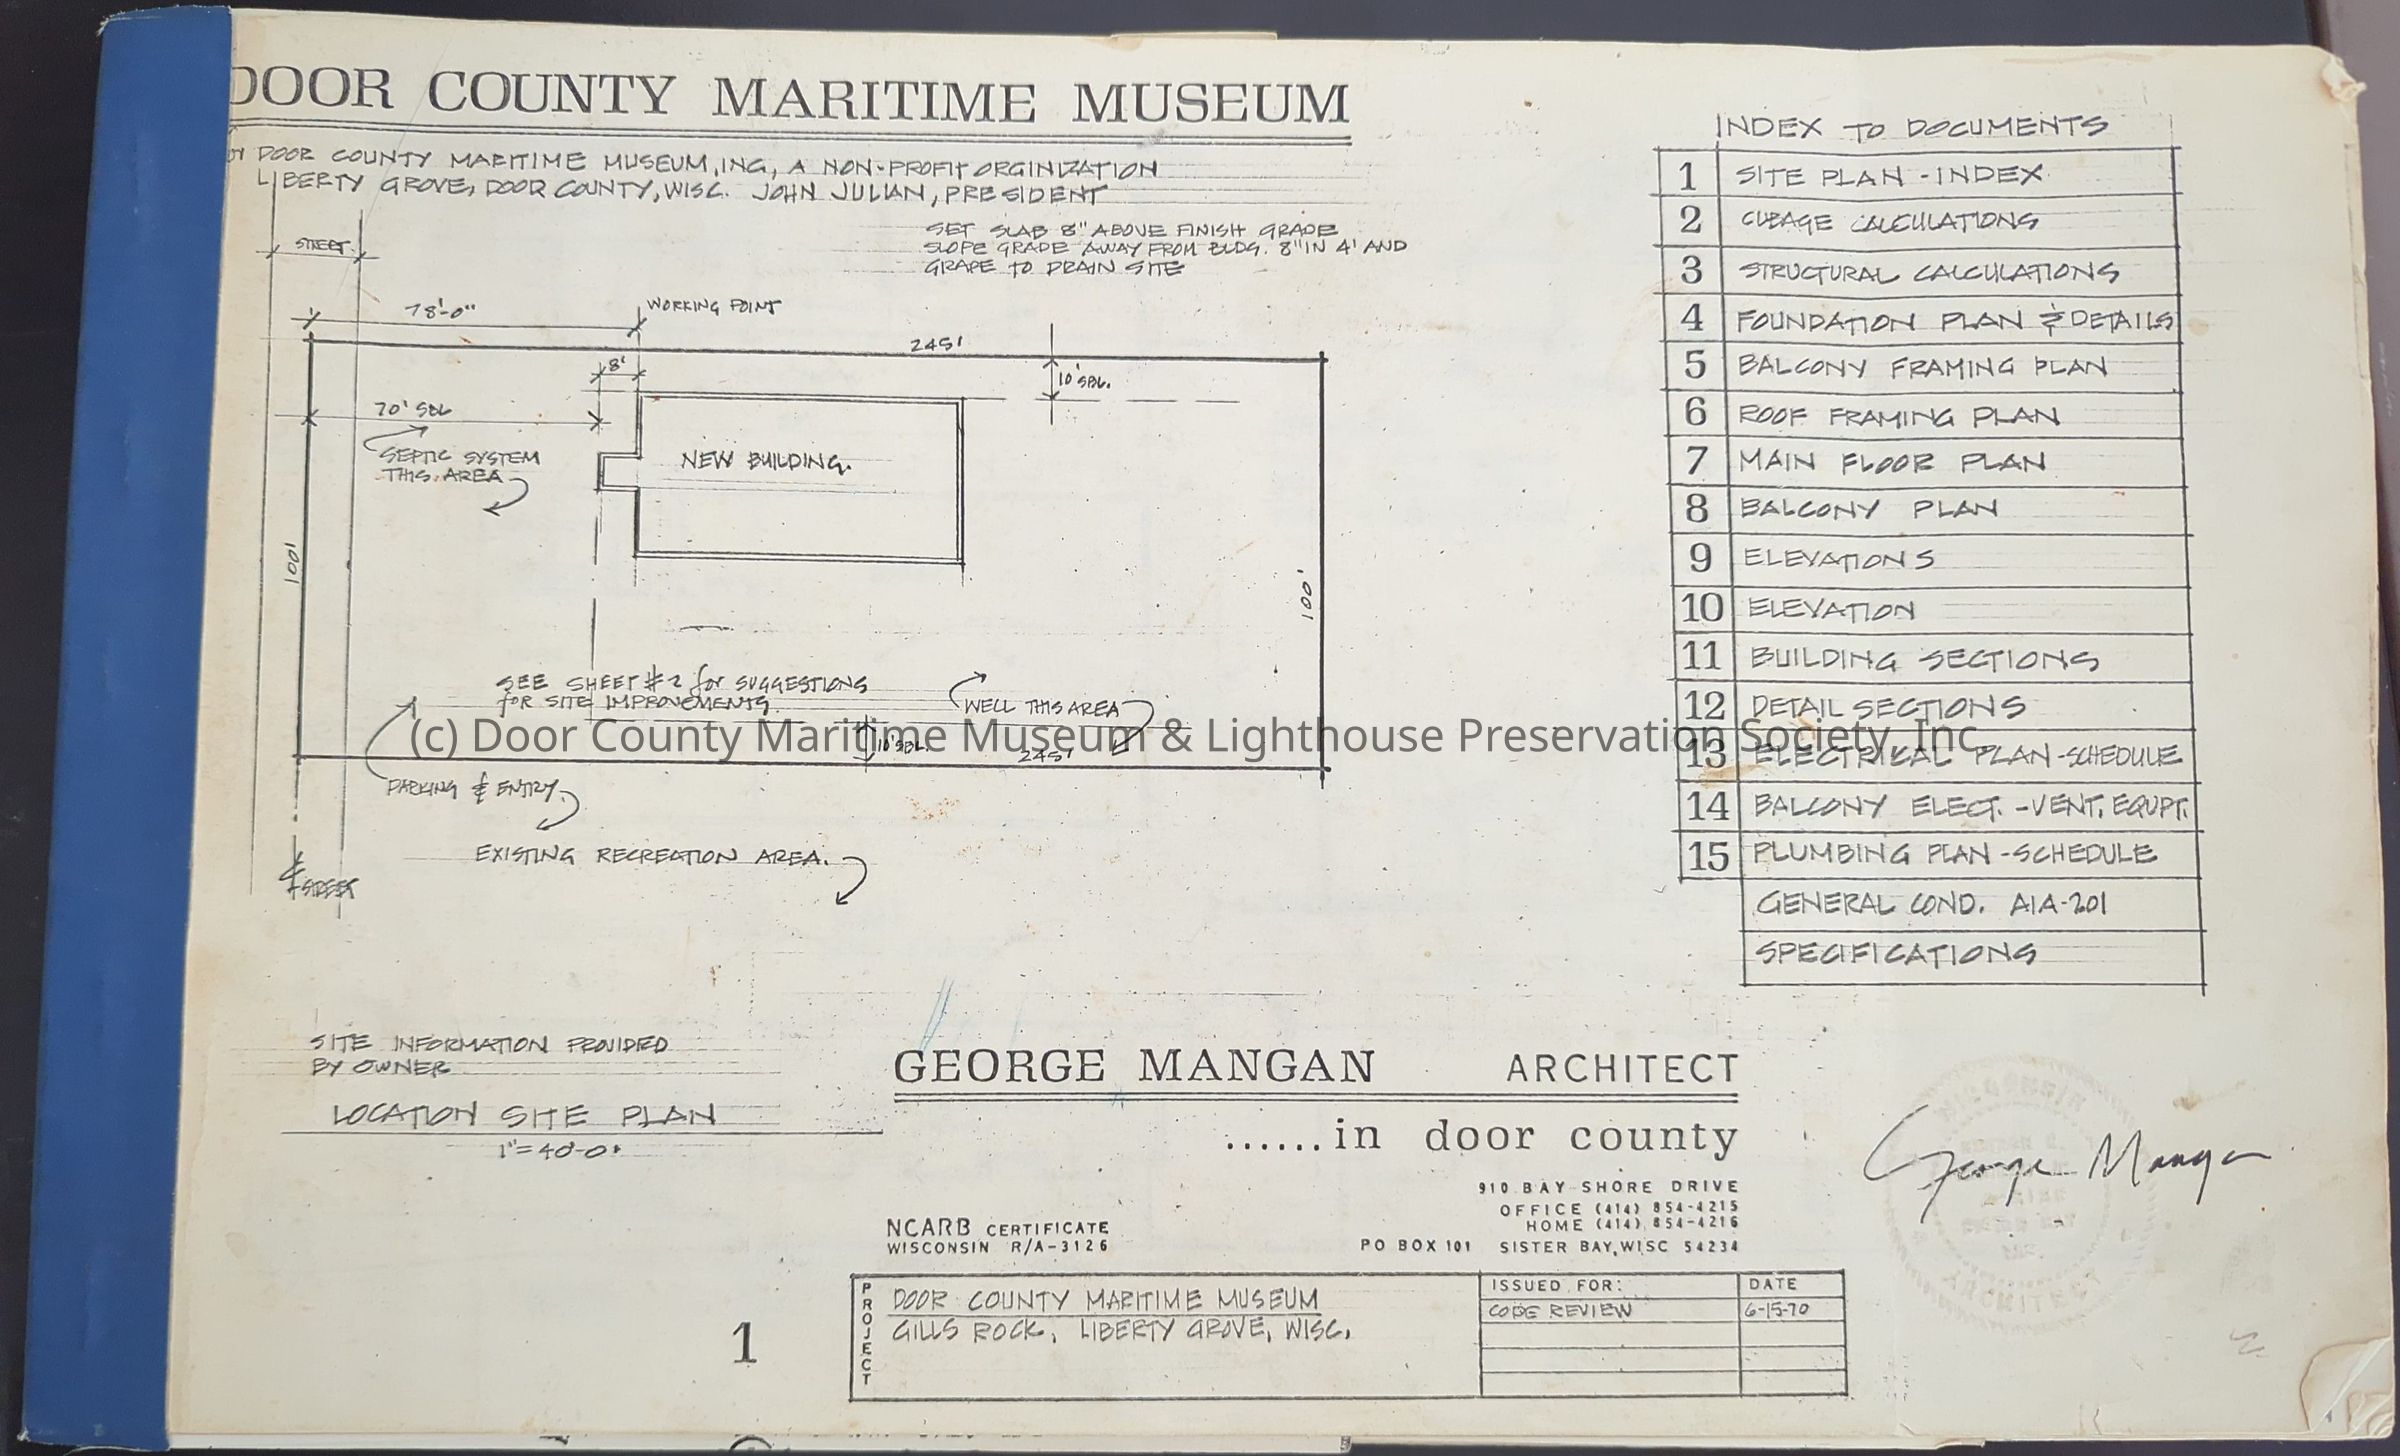 DOOR COUNTY MARITIME MUSEUM
BY DOOR COUNTY MARITIME MUSEUM, INC, A NON-PROFIT ORGINIZATION
LIBERTY GROVE, DOOR COUNTY, WISC. JOHN JULIAN, PRESIDENT
SET SLAB 8" ABOVE FINISH GRADE
SLOPE GRADE AWAY FROM BLDG. 8" IN 4' AND
GRADE TO DRAIN SITE
STREET
78'-0"
WORKING POINT
245'
8'
10' SBL.
70' SBL
SEPTIC SYSTEM
THIS AREA
NEW BUILDING.
100'
100'
SEE SHEET #2 for SUGGESTIONS
for SITE IMPROVEMENTS.
WELL THIS AREA
10' SBL.
245'
PARKING & ENTRY.
EXISTING RECREATION AREA.
STREET
INDEX TO DOCUMENTS
1 SITE PLAN - INDEX
2 CUBAGE CALCULATIONS
3 STRUCTURAL CALCULATIONS
4 FOUNDATION PLAN & DETAILS
5 BALCONY FRAMING PLAN
6 ROOF FRAMING PLAN
7 MAIN FLOOR PLAN
8 BALCONY PLAN
9 ELEVATIONS
10 ELEVATION
11 BUILDING SECTIONS
12 DETAIL SECTIONS
(c) Door County Maritime Museum & Lighthouse Preservation Society, Inc.
13 ELECTRICAL PLAN - SCHEDULE
14 BALCONY ELECT. - VENT. EQUPT.
15 PLUMBING PLAN - SCHEDULE
GENERAL COND. AIA-201
SPECIFICATIONS
SITE INFORMATION PROVIDED
BY OWNER
LOCATION SITE PLAN
1" = 40'-0"
GEORGE MANGAN ARCHITECT
......in door county
910 BAY SHORE DRIVE
OFFICE (414) 854-4215
HOME (414) 854-4216
PO BOX 101 SISTER BAY, WISC 54234
NCARB CERTIFICATE
WISCONSIN R/A-3126
George Mangan
WISCONSIN
ARCHITECT
1
PROJECT
DOOR COUNTY MARITIME MUSEUM
GILLS ROCK, LIBERTY GROVE, WISC.
ISSUED FOR: DATE
CODE REVIEW 6-15-70